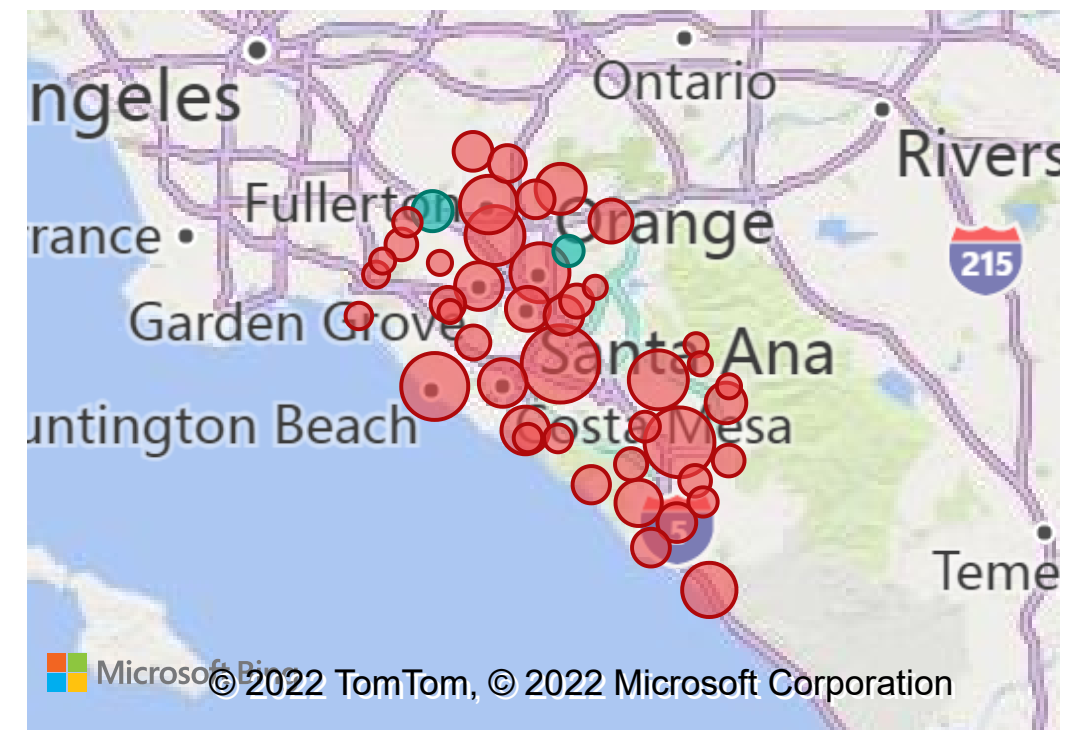 Ontario
ngeles
Rivers
Fullerton
Orange
rrance
215
Garden Grove
Santa Ana
untington Beach
Costa Mesa
5
Teme
Microsoft Bing
© 2022 TomTom, © 2022 Microsoft Corporation